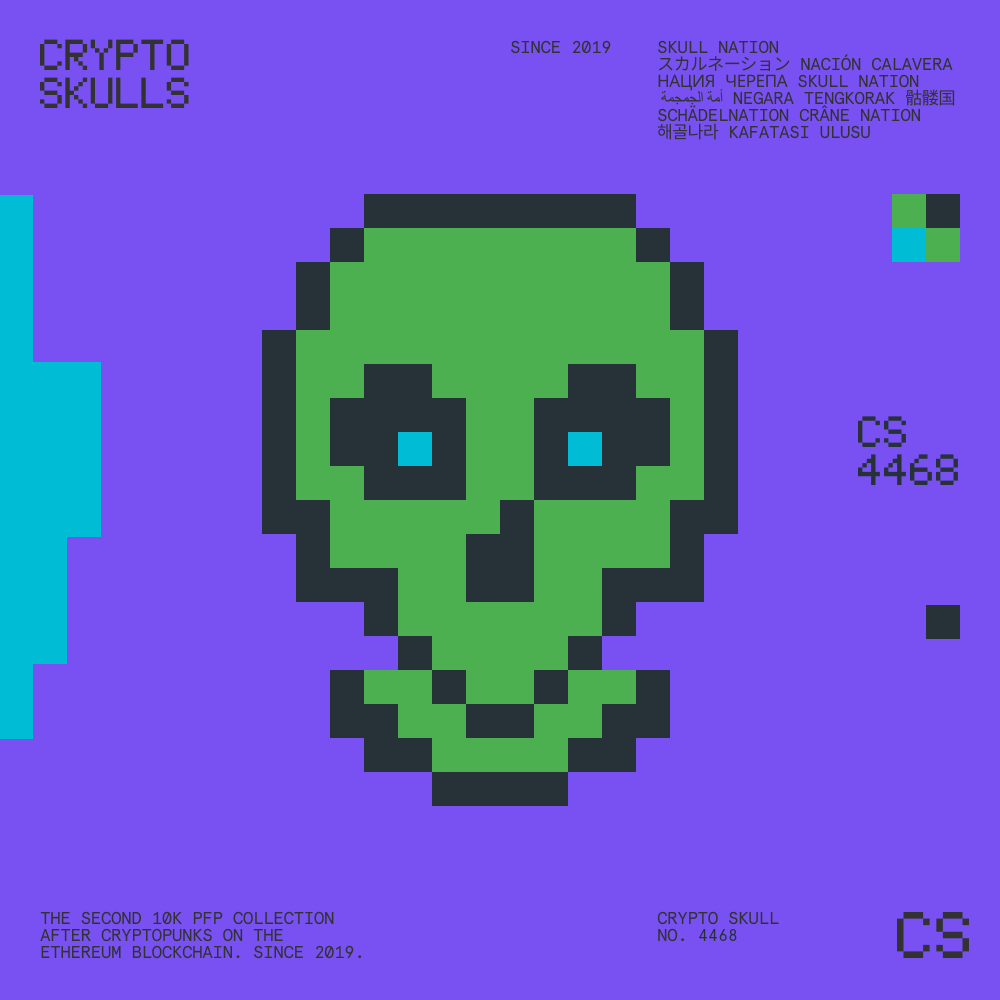 CRYPTO
SKULLS
SINCE 2019
SKULL NATION
スカルネーション NACIÓN CALAVERA
НАЦИЯ ЧЕРЕПА SKULL NATION
أمة الجمجمة NEGARA TENGKORAK 骷髅国
SCHÄDELNATION CRÂNE NATION
해골나라 KAFATASI ULUSU
CS
4468
THE SECOND 10K PFP COLLECTION
AFTER CRYPTOPUNKS ON THE
ETHEREUM BLOCKCHAIN. SINCE 2019.
CRYPTO SKULL
NO. 4468
CS